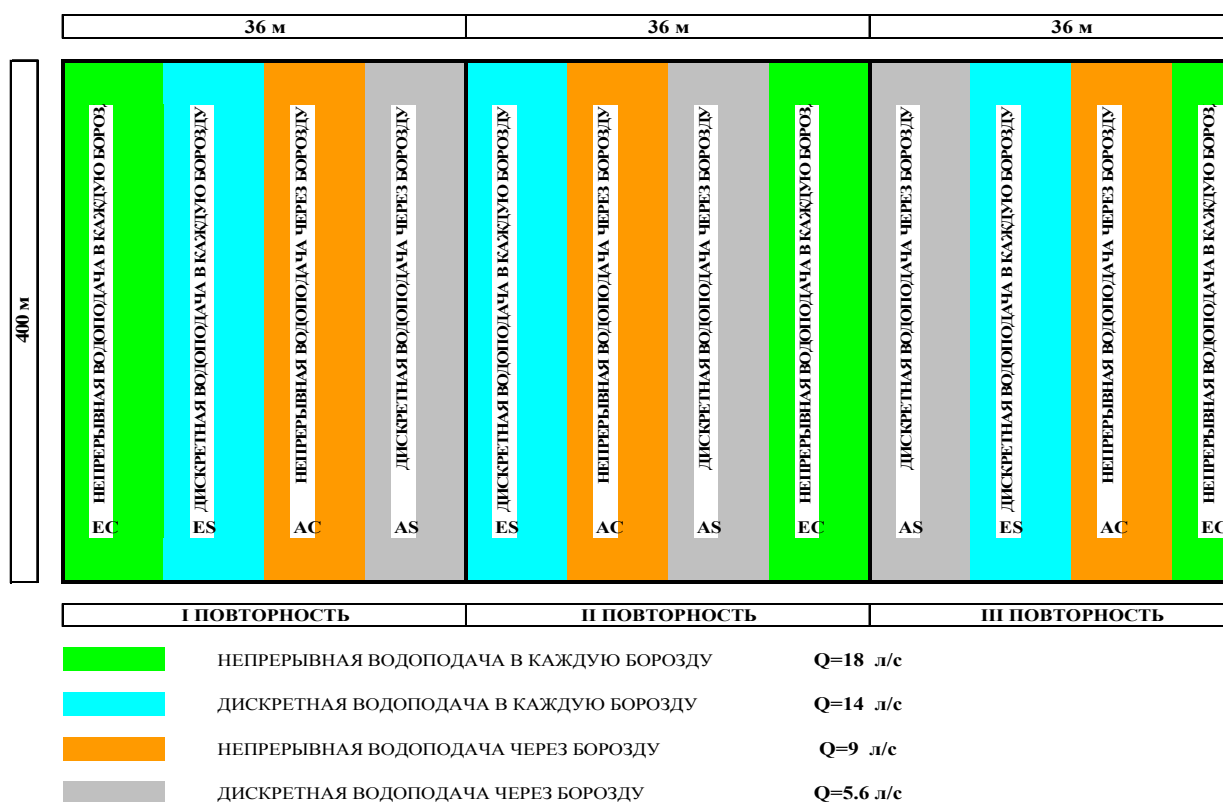 36 м 36 м 36 м
400 м
НЕПРЕРЫВНАЯ ВОДОПОДАЧА В КАЖДУЮ БОРОЗ
ДИСКРЕТНАЯ ВОДОПОДАЧА В КАЖДУЮ БОРОЗДУ
НЕПРЕРЫВНАЯ ВОДОПОДАЧА ЧЕРЕЗ БОРОЗДУ
ДИСКРЕТНАЯ ВОДОПОДАЧА ЧЕРЕЗ БОРОЗДУ
ДИСКРЕТНАЯ ВОДОПОДАЧА В КАЖДУЮ БОРОЗДУ
НЕПРЕРЫВНАЯ ВОДОПОДАЧА ЧЕРЕЗ БОРОЗДУ
ДИСКРЕТНАЯ ВОДОПОДАЧА ЧЕРЕЗ БОРОЗДУ
НЕПРЕРЫВНАЯ ВОДОПОДАЧА В КАЖДУЮ БОРОЗ
ДИСКРЕТНАЯ ВОДОПОДАЧА ЧЕРЕЗ БОРОЗДУ
ДИСКРЕТНАЯ ВОДОПОДАЧА В КАЖДУЮ БОРОЗДУ
НЕПРЕРЫВНАЯ ВОДОПОДАЧА ЧЕРЕЗ БОРОЗДУ
НЕПРЕРЫВНАЯ ВОДОПОДАЧА В КАЖДУЮ БОРОЗ
EC ES AC AS ES AC AS EC AS ES AC EC
I ПОВТОРНОСТЬ II ПОВТОРНОСТЬ III ПОВТОРНОСТЬ
НЕПРЕРЫВНАЯ ВОДОПОДАЧА В КАЖДУЮ БОРОЗДУ Q=18 л/с
ДИСКРЕТНАЯ ВОДОПОДАЧА В КАЖДУЮ БОРОЗДУ Q=14 л/с
НЕПРЕРЫВНАЯ ВОДОПОДАЧА ЧЕРЕЗ БОРОЗДУ Q=9 л/с
ДИСКРЕТНАЯ ВОДОПОДАЧА ЧЕРЕЗ БОРОЗДУ Q=5.6 л/с